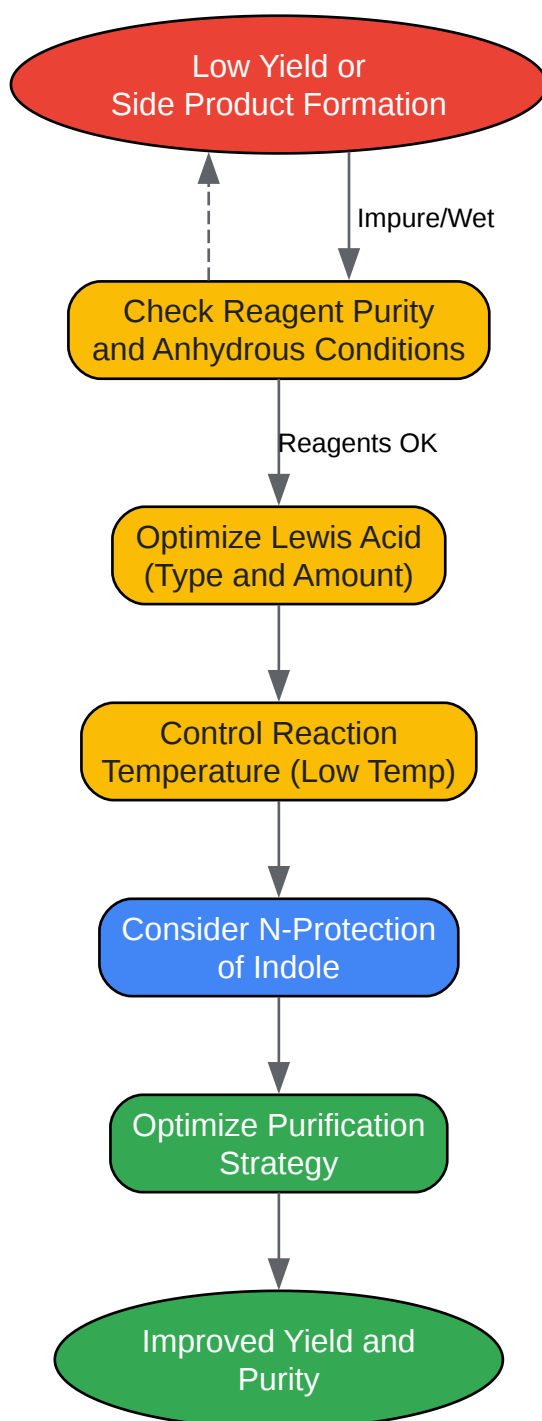 Low Yield or
Side Product Formation
Impure/Wet
Check Reagent Purity
and Anhydrous Conditions
Reagents OK
Optimize Lewis Acid
(Type and Amount)
Control Reaction
Temperature (Low Temp)
Consider N-Protection
of Indole
Optimize Purification
Strategy
Improved Yield and
Purity